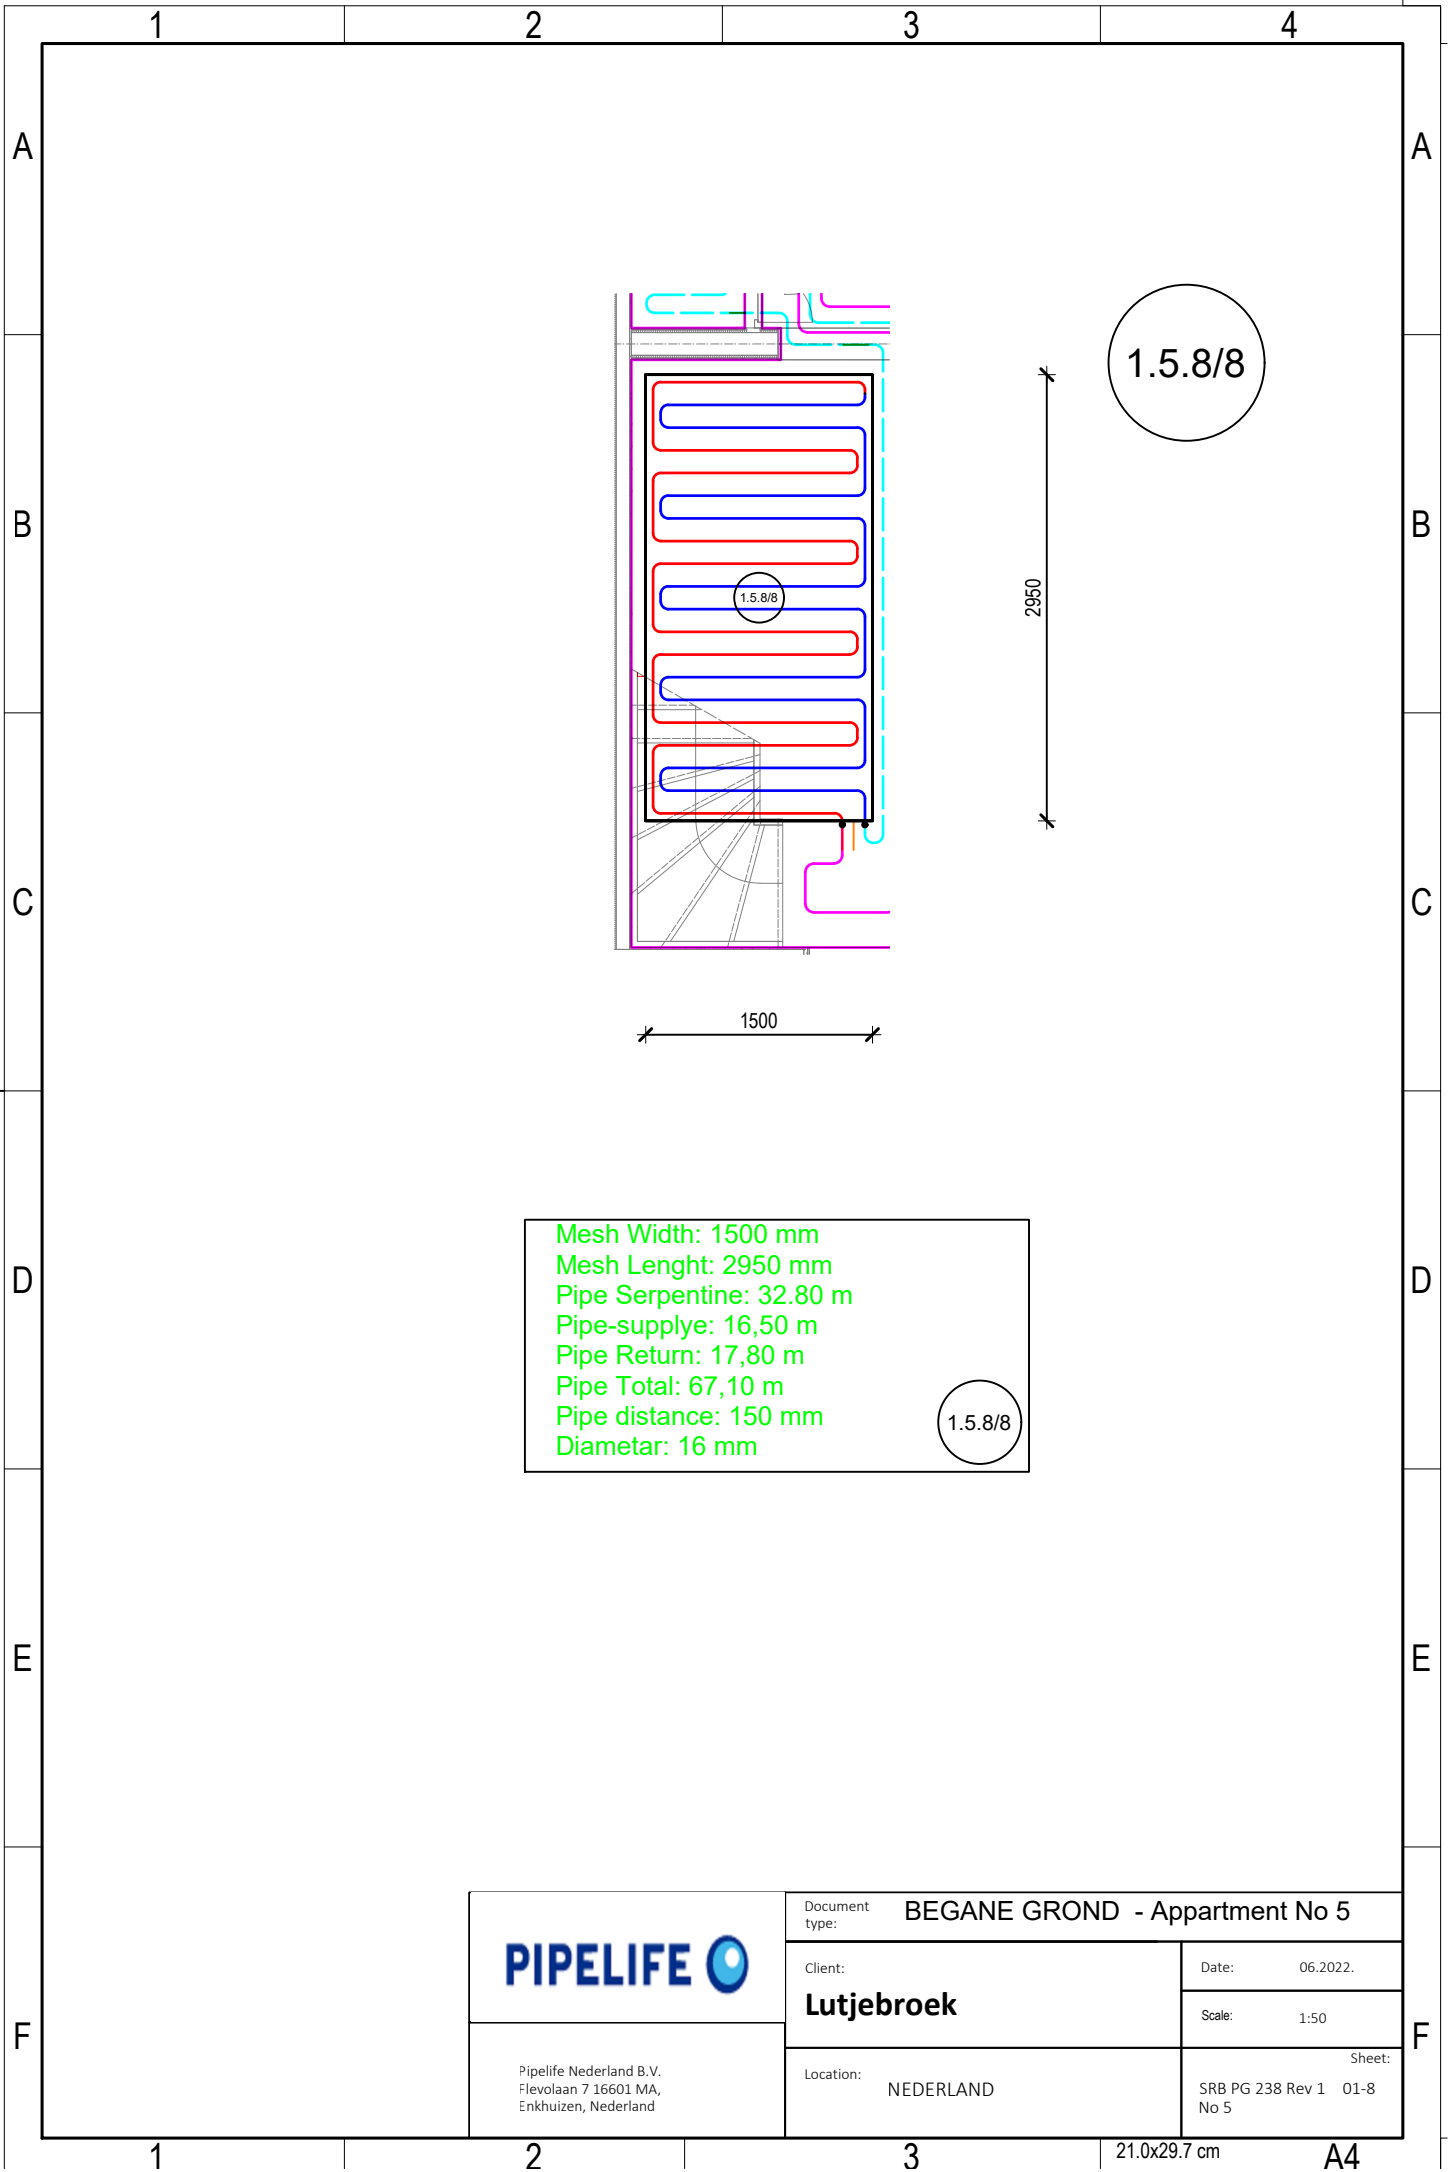 1 2 3 4
A A
1.5.8/8
B B
2950
1.5.8/8
C C
1500
Mesh Width: 1500 mm
Mesh Lenght: 2950 mm
Pipe Serpentine: 32.80 m
Pipe-supplye: 16,50 m
Pipe Return: 17,80 m
Pipe Total: 67,10 m
Pipe distance: 150 mm
Diametar: 16 mm
1.5.8/8
D D
E E
F F
PIPELIFE
Pipelife Nederland B.V.
Flevolaan 7 16601 MA,
Enkhuizen, Nederland
Document
type:
BEGANE GROND - Appartment No 5
Client:
Lutjebroek
Date: 06.2022.
Scale: 1:50
Location: NEDERLAND
Sheet:
SRB PG 238 Rev 1 01-8
No 5
1 2 3 21.0x29.7 cm A4